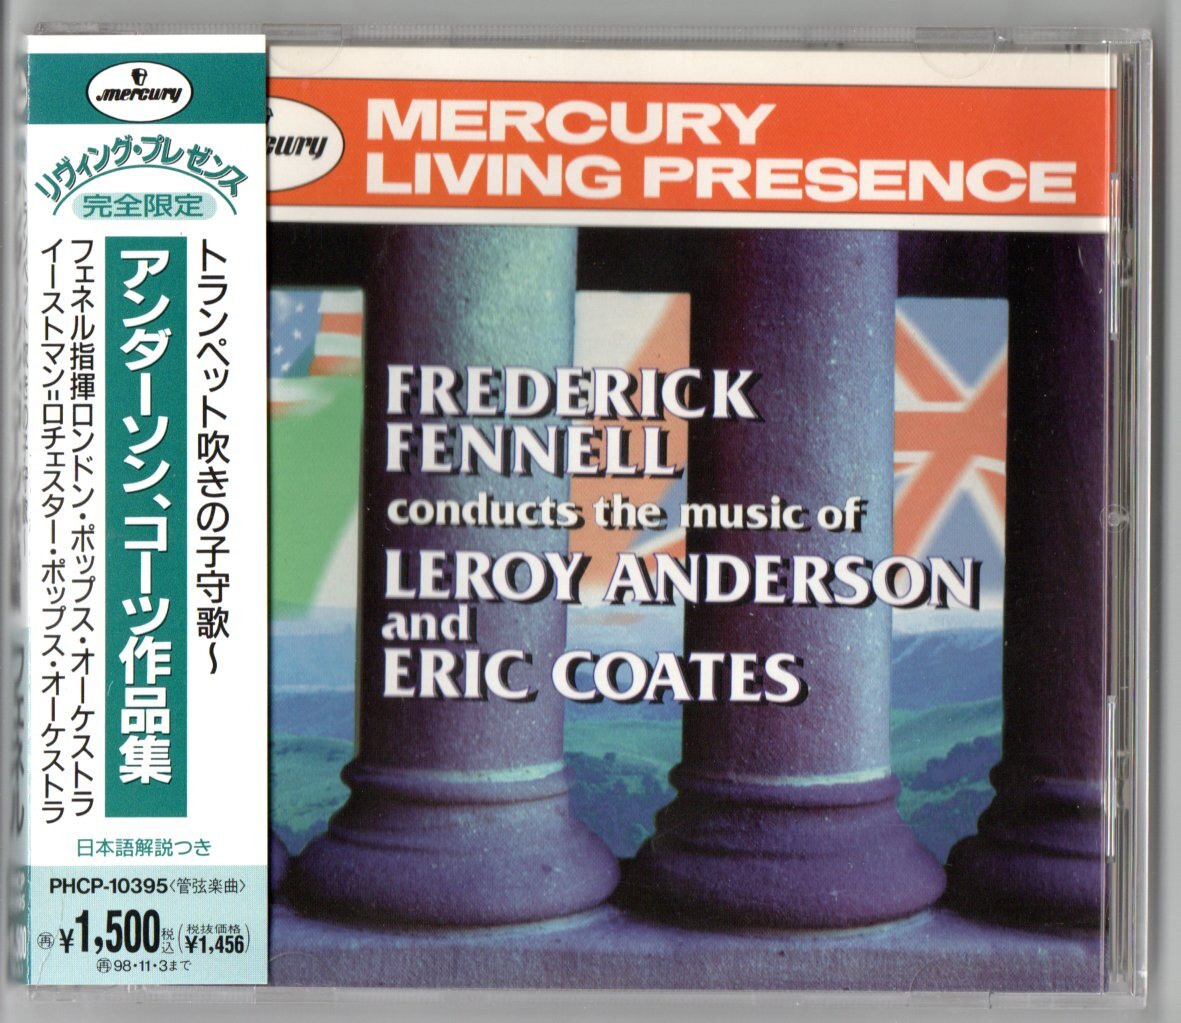 mercury
リヴィング・プレゼンス
完全限定
トランペット吹きの子守歌~
アンダーソン、コーツ作品集
フェネル指揮ロンドン・ポップス・オーケストラ
イーストマン=ロチェスター・ポップス・オーケストラ
日本語解説つき
PHCP-10395〈管弦楽曲〉
再 ¥1,500 税込 (税抜価格 ¥1,456)
再 98・11・3まで
MERCURY
LIVING PRESENCE
FREDERICK
FENNELL
conducts the music of
LEROY ANDERSON
and
ERIC COATES